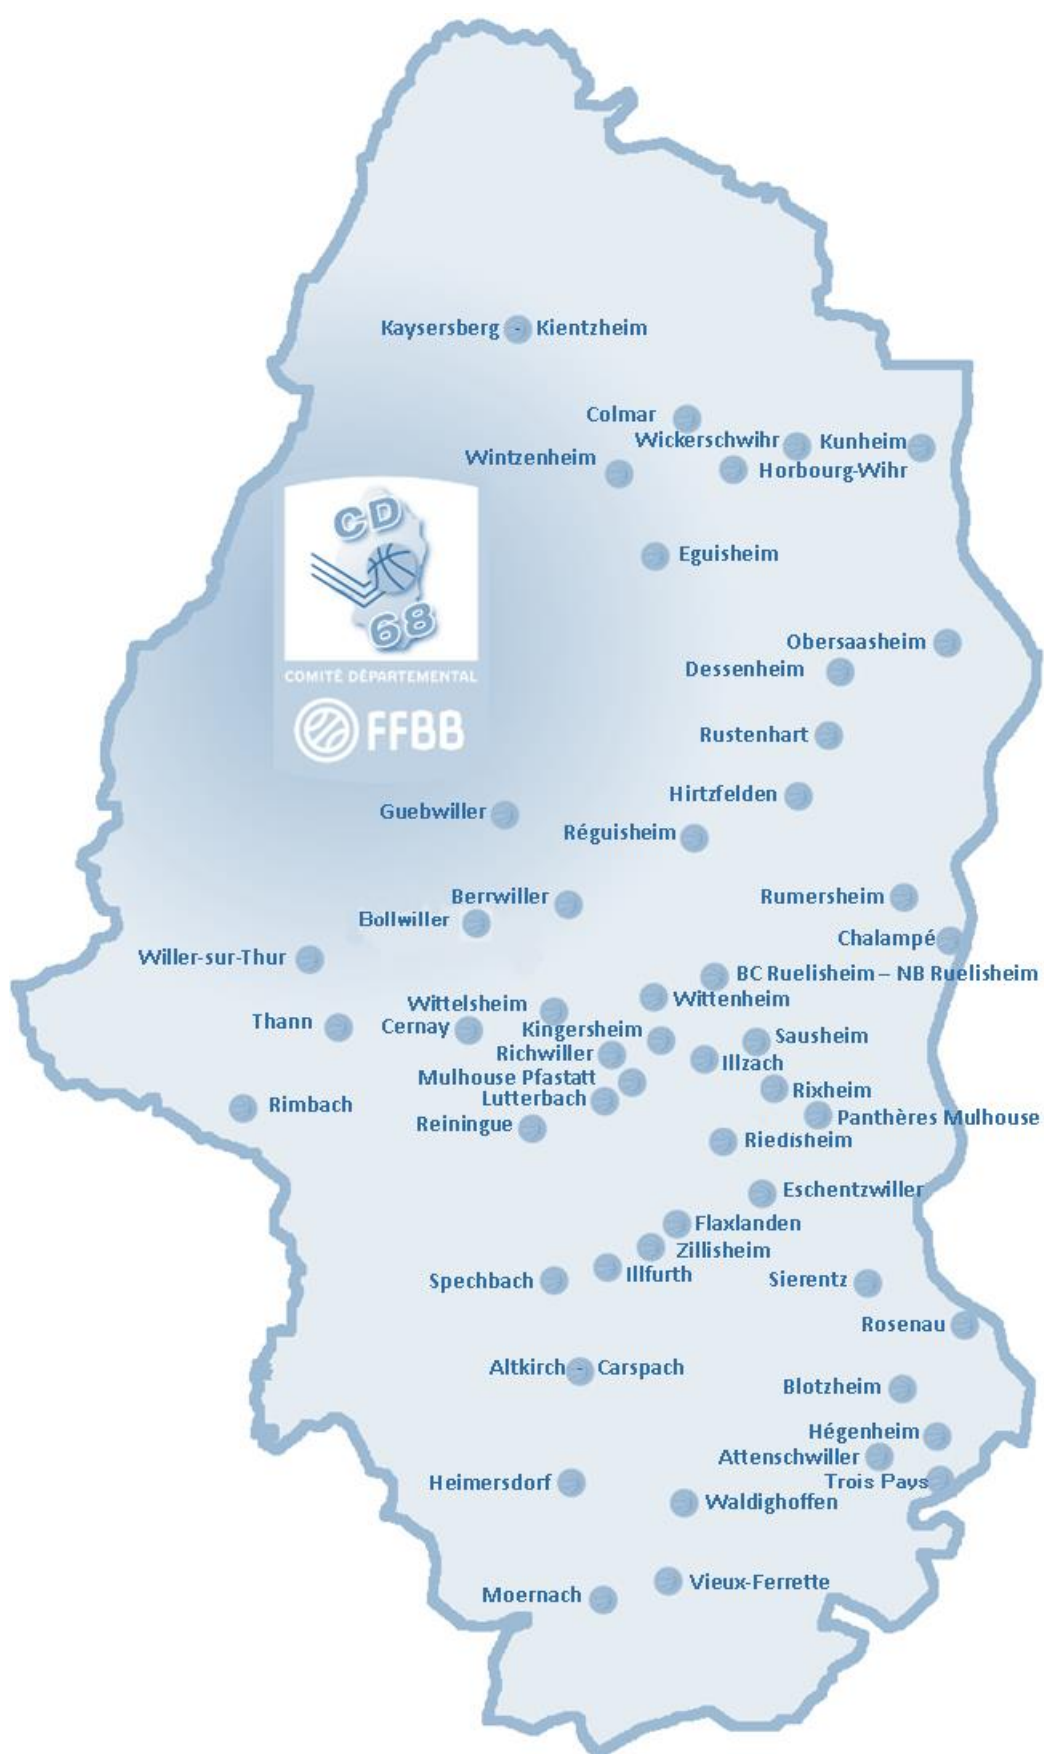 Kaysersberg - Kientzheim
Colmar
Wickerschwihr
Kunheim
Wintzenheim
Horbourg-Wihr
CD
68
COMITÉ DÉPARTEMENTAL
FFBB
Eguisheim
Obersaasheim
Dessenheim
Rustenhart
Hirtzfelden
Guebwiller
Réguisheim
Berrwiller
Bollwiller
Rumersheim
Chalampé
Willer-sur-Thur
BC Ruelisheim – NB Ruelisheim
Wittenheim
Wittelsheim
Thann
Cernay
Kingersheim
Sausheim
Richwiller
Illzach
Mulhouse Pfastatt
Rixheim
Lutterbach
Rimbach
Panthères Mulhouse
Reiningue
Riedisheim
Eschentzwiller
Flaxlanden
Zillisheim
Illfurth
Spechbach
Sierentz
Rosenau
Altkirch - Carspach
Blotzheim
Hégenheim
Attenschwiller
Trois Pays
Heimersdorf
Waldighoffen
Vieux-Ferrette
Moernach